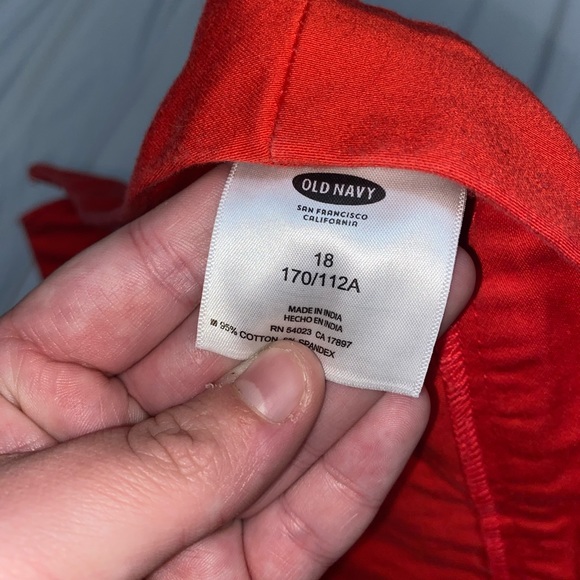 OLD NAVY
SAN FRANCISCO
CALIFORNIA
18
170/112A
MADE IN INDIA
HECHO EN INDIA
RN 54023 CA 17897
95% COTTON, 5% SPANDEX